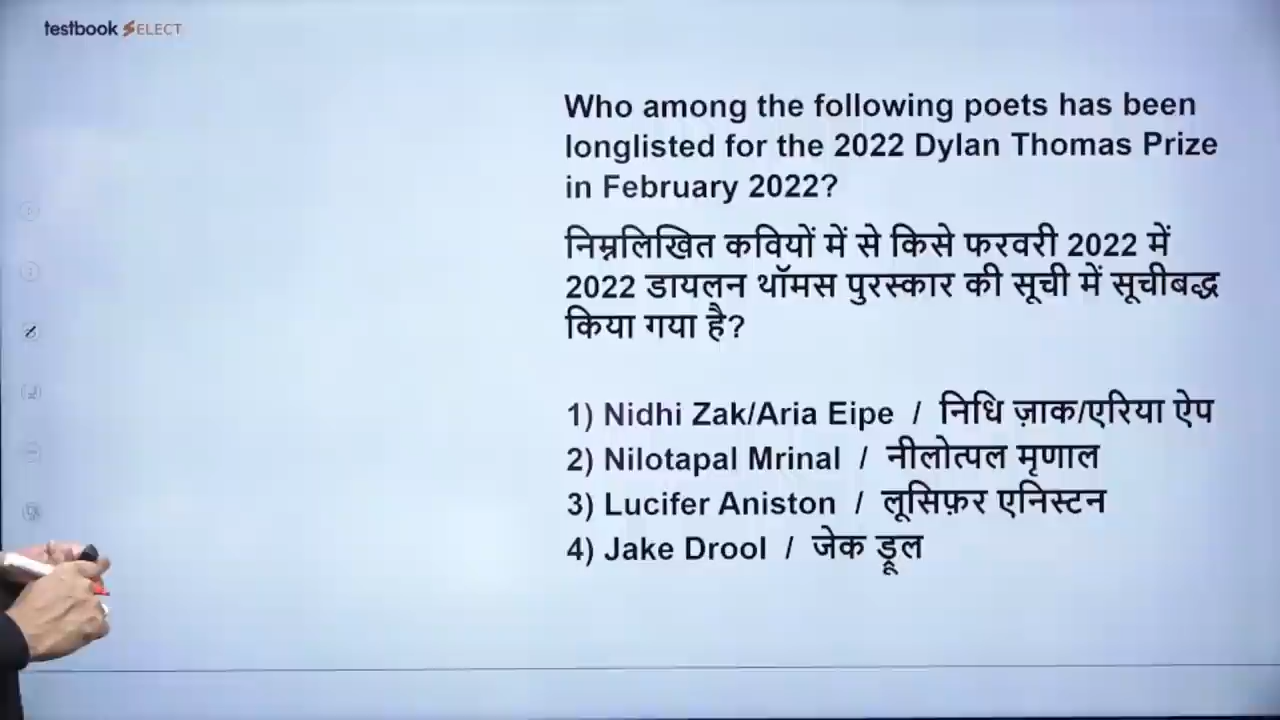 testbook SELECT
Who among the following poets has been
longlisted for the 2022 Dylan Thomas Prize
in February 2022?
निम्नलिखित कवियों में से किसे फरवरी 2022 में
2022 डायलन थॉमस पुरस्कार की सूची में सूचीबद्ध
किया गया है?
1) Nidhi Zak/Aria Eipe / निधि ज़ाक/एरिया ऐप
2) Nilotapal Mrinal / नीलोत्पल मृणाल
3) Lucifer Aniston / लूसिफ़र एनिस्टन
4) Jake Drool / जेक ड्रूल